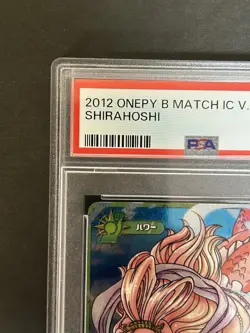 2012 ONEPY B MATCH IC V.
SHIRAHOSHI
PSA
パワー